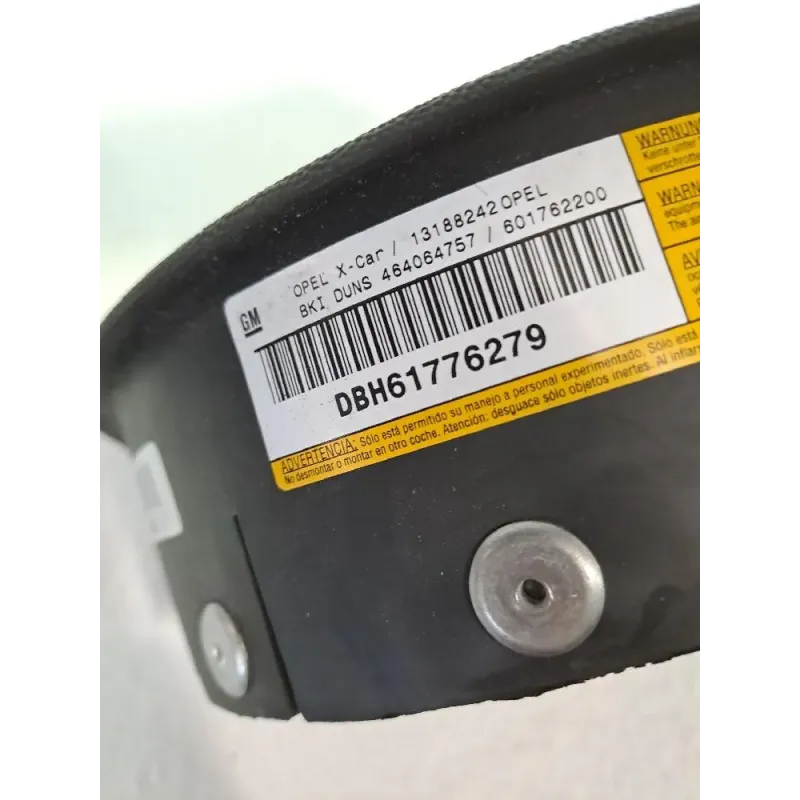 GM
OPEL X-Car / 13188242 OPEL
BKI DUNS 464064757 / 601762200
DBH61776279
WARNUNG
Keine unter
verschrotte
WARN
equipm
The air
AV
ADVERTENCIA: Sólo está permitido su manejo a personal experimentado. Sólo está
No desmontar o montar en otro coche. Atención: desguace sólo objetos inertes. Al inflarse